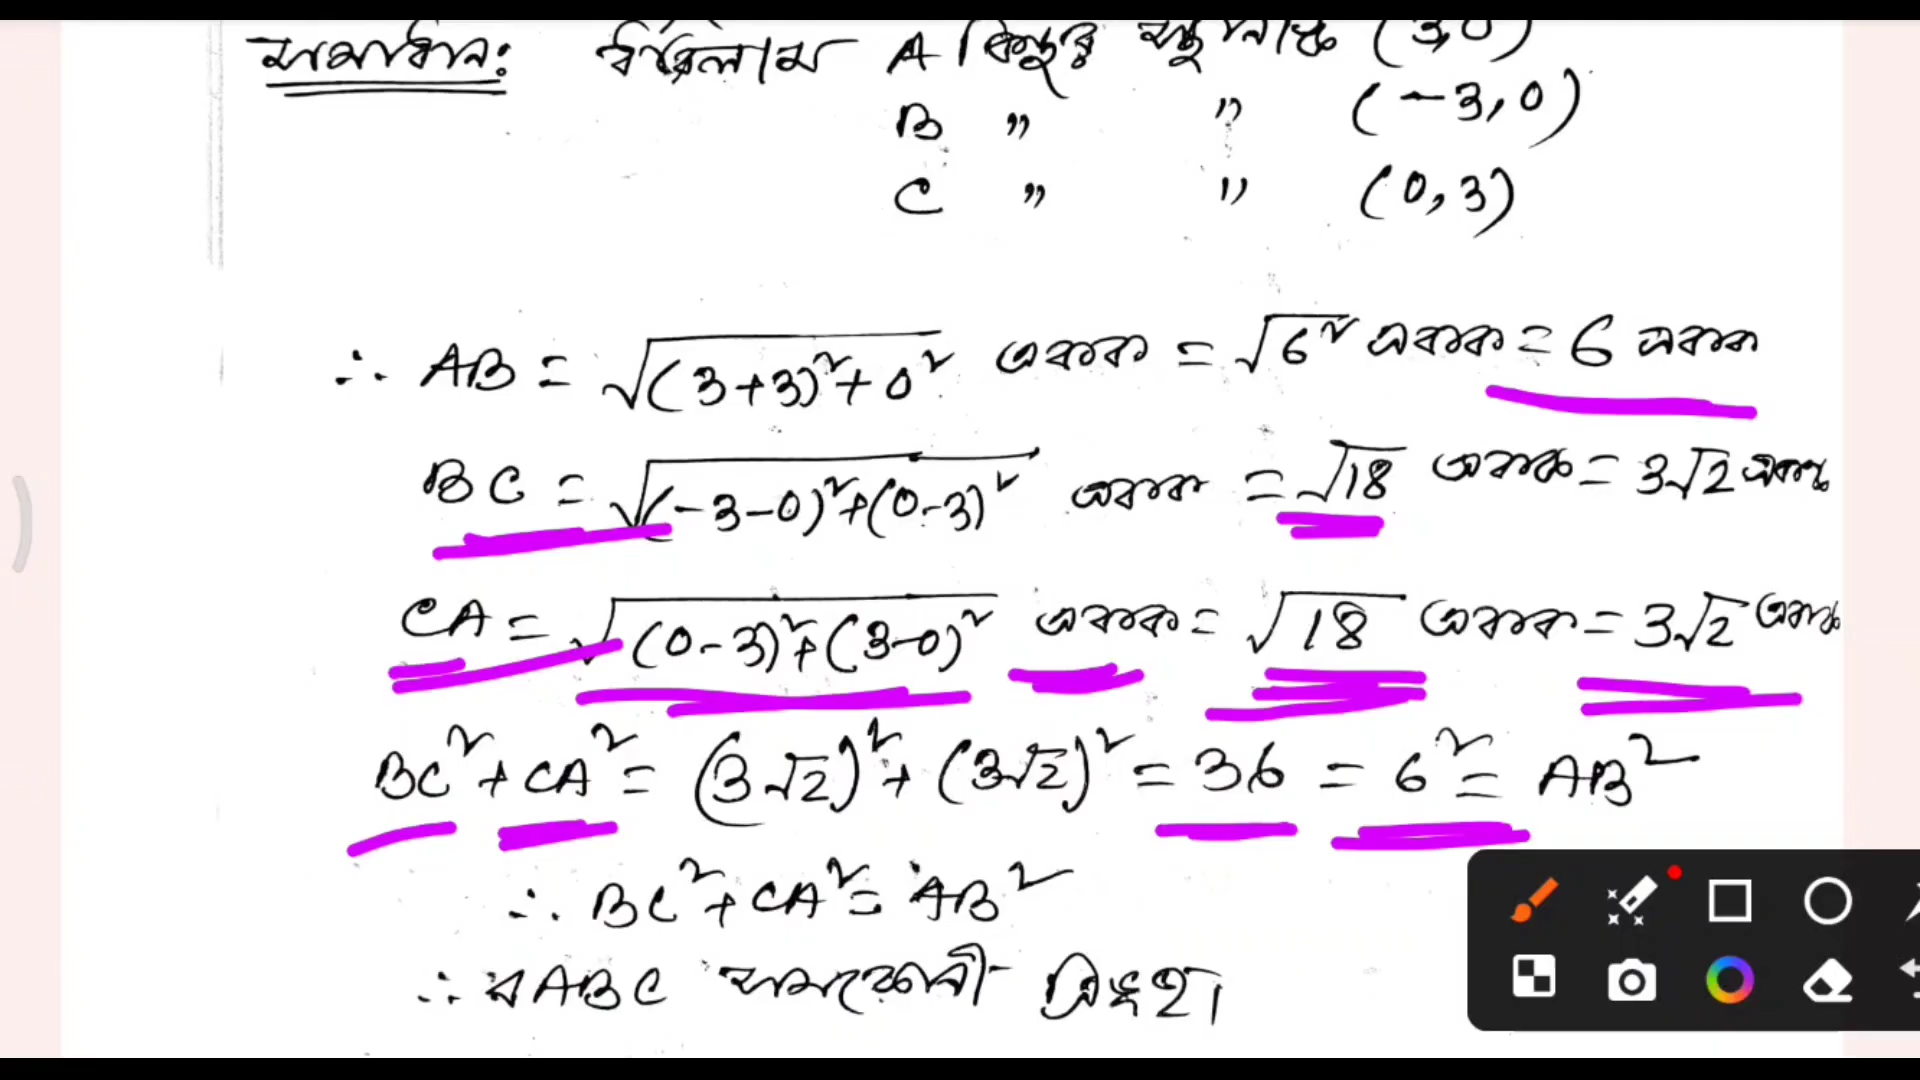 সমাধান: ধরিলাম A বিন্দুর স্থানাঙ্ক (3,0)
B " " (-3,0)
C " " (0,3)
∴ AB = √(3+3)²+0² একক = √6² একক = 6 একক
BC = √(-3-0)²+(0-3)² একক = √18 একক = 3√2 একক
CA = √(0-3)²+(3-0)² একক = √18 একক = 3√2 একক
BC²+CA² = (3√2)²+(3√2)² = 36 = 6² = AB²
∴ BC²+CA² = AB²
∴ ABC সমকোণী ত্রিভুজ।